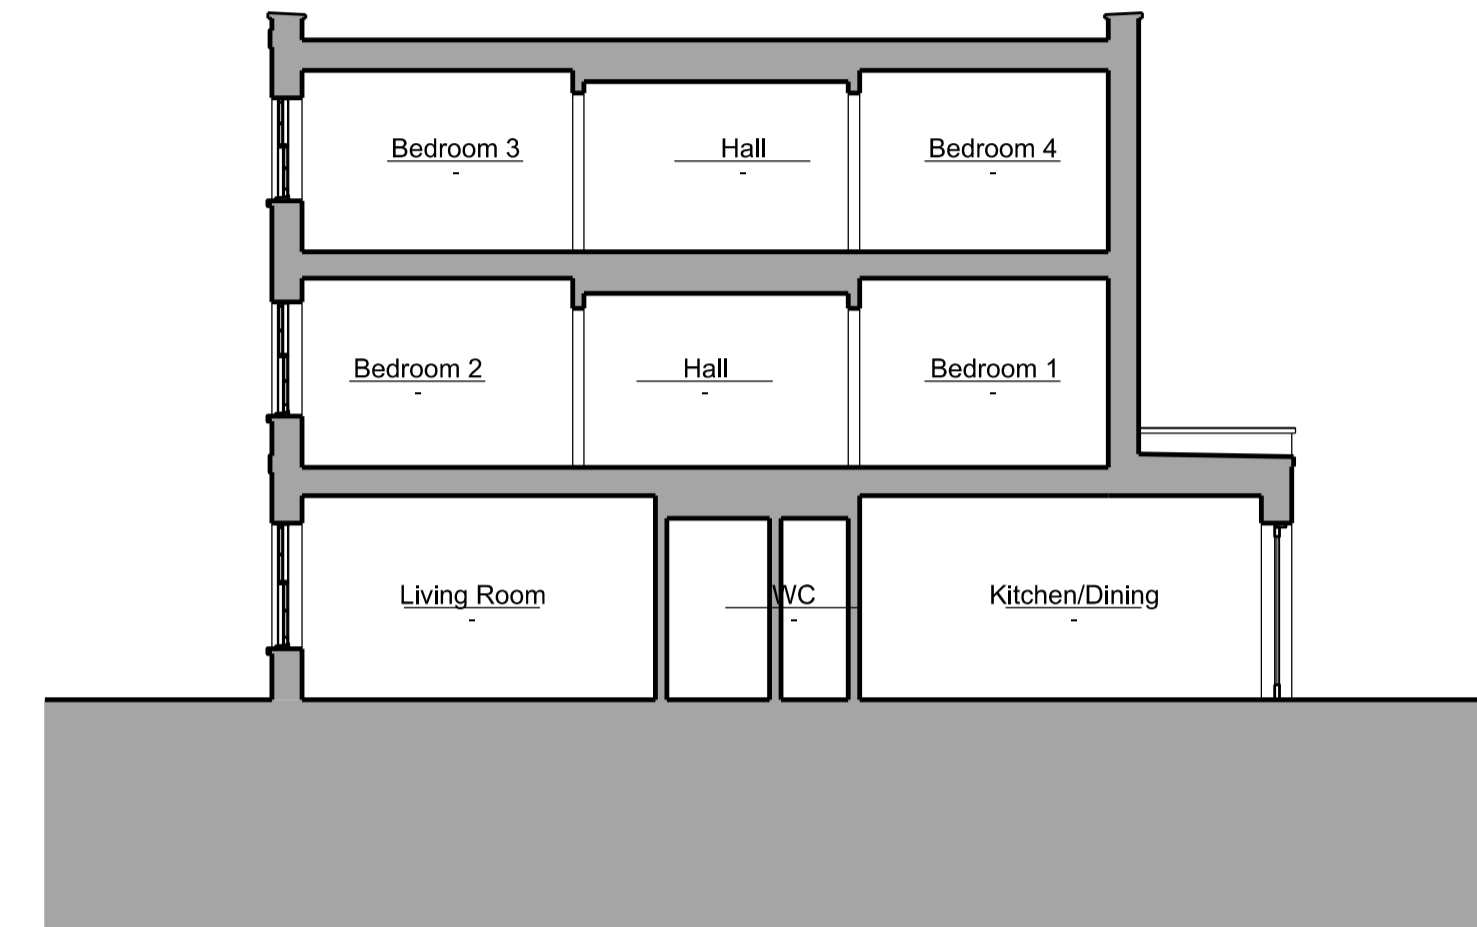 Bedroom 3
-
Hall
-
Bedroom 4
-
Bedroom 2
-
Hall
-
Bedroom 1
-
Living Room
-
WC
-
Kitchen/Dining
-